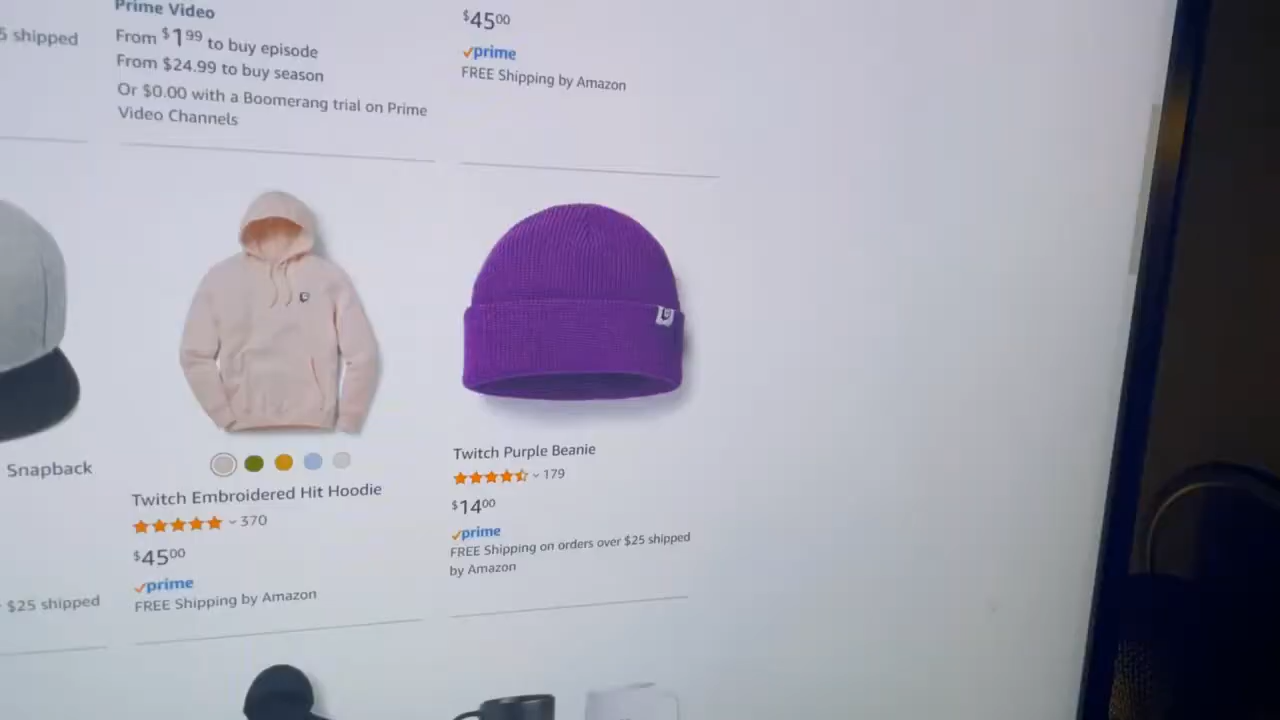 5 shipped
Prime Video
From $1.99 to buy episode
From $24.99 to buy season
Or $0.00 with a Boomerang trial on Prime
Video Channels
$45.00
prime
FREE Shipping by Amazon
Snapback
$25 shipped
Twitch Embroidered Hit Hoodie
370
$45.00
prime
FREE Shipping by Amazon
Twitch Purple Beanie
179
$14.00
prime
FREE Shipping on orders over $25 shipped
by Amazon